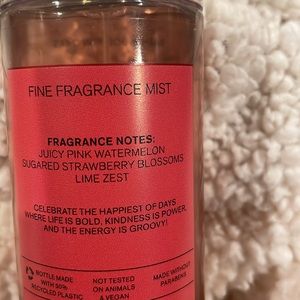 FINE FRAGRANCE MIST
FRAGRANCE NOTES:
JUICY PINK WATERMELON
SUGARED STRAWBERRY BLOSSOMS
LIME ZEST
CELEBRATE THE HAPPIEST OF DAYS
WHERE LIFE IS BOLD, KINDNESS IS POWER,
AND THE ENERGY IS GROOVY!
BOTTLE MADE
WITH 50%
RECYCLED PLASTIC
NOT TESTED
ON ANIMALS
& VEGAN
MADE WITHOUT
PARABENS